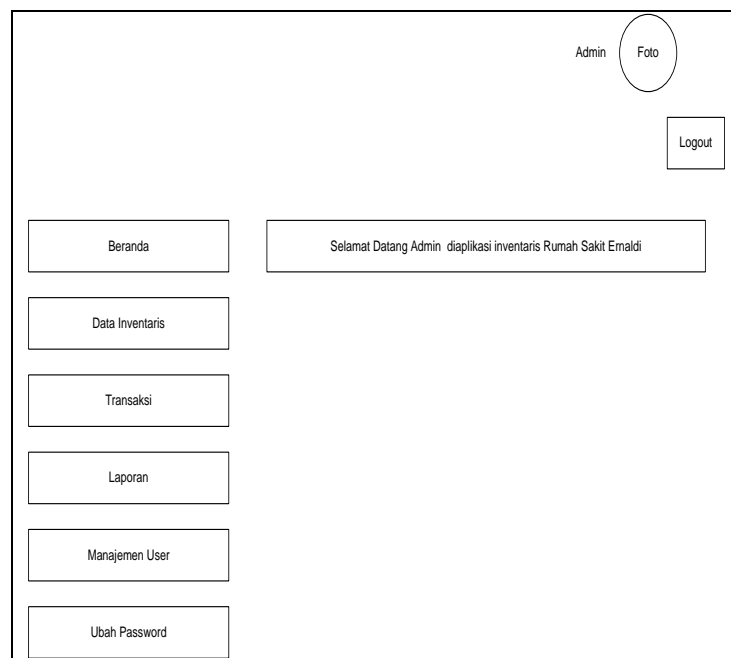 Admin
Foto
Logout
Beranda
Selamat Datang Admin diaplikasi inventaris Rumah Sakit Ernaldi
Data Inventaris
Transaksi
Laporan
Manajemen User
Ubah Password